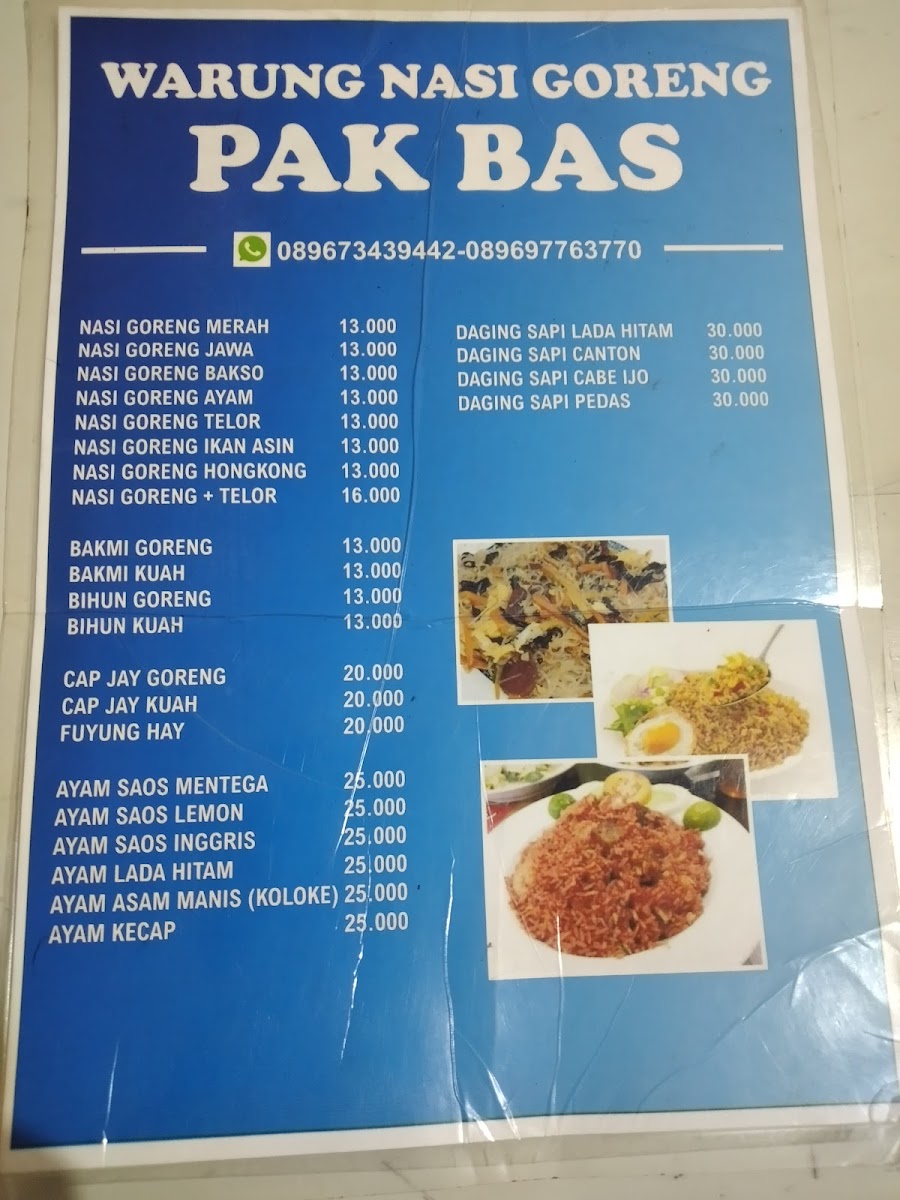 WARUNG NASI GORENG
PAK BAS
089673439442-089697763770
NASI GORENG MERAH 13.000
NASI GORENG JAWA 13.000
NASI GORENG BAKSO 13.000
NASI GORENG AYAM 13.000
NASI GORENG TELOR 13.000
NASI GORENG IKAN ASIN 13.000
NASI GORENG HONGKONG 13.000
NASI GORENG + TELOR 16.000
BAKMI GORENG 13.000
BAKMI KUAH 13.000
BIHUN GORENG 13.000
BIHUN KUAH 13.000
CAP JAY GORENG 20.000
CAP JAY KUAH 20.000
FUYUNG HAY 20.000
AYAM SAOS MENTEGA 25.000
AYAM SAOS LEMON 25.000
AYAM SAOS INGGRIS 25.000
AYAM LADA HITAM 25.000
AYAM ASAM MANIS (KOLOKE) 25.000
AYAM KECAP 25.000
DAGING SAPI LADA HITAM 30.000
DAGING SAPI CANTON 30.000
DAGING SAPI CABE IJO 30.000
DAGING SAPI PEDAS 30.000